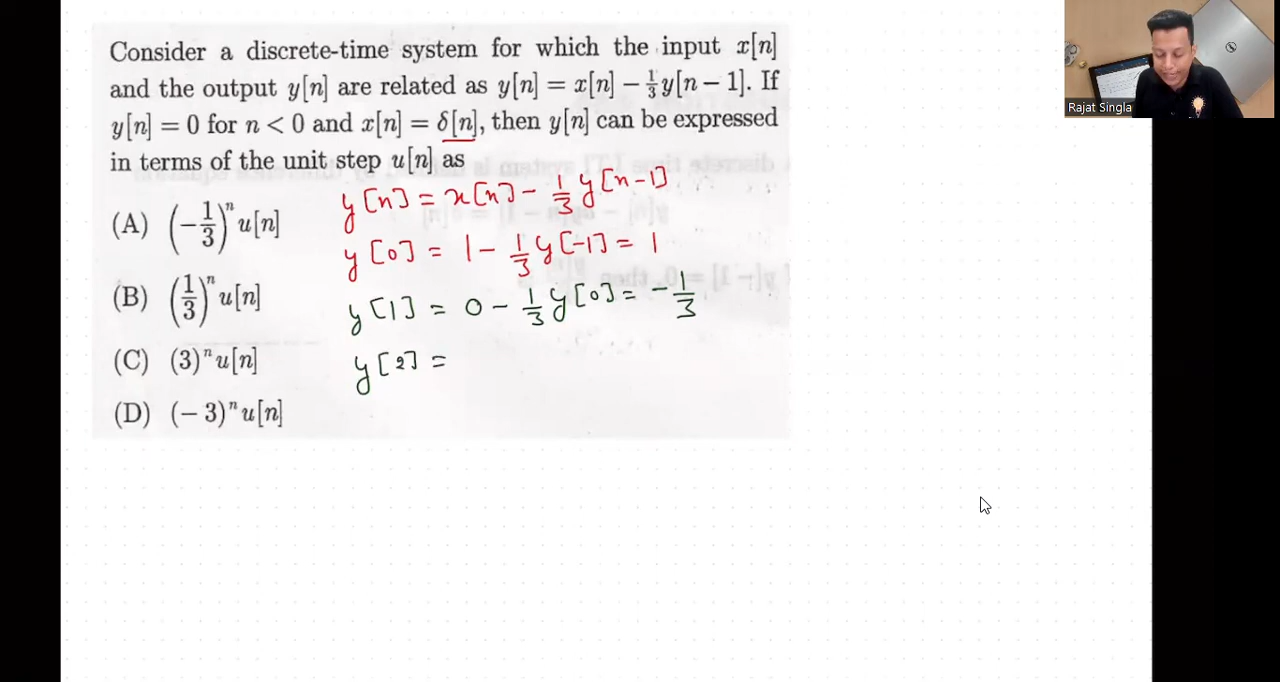 Consider a discrete-time system for which the input x[n]
and the output y[n] are related as y[n] = x[n] − 1/3 y[n − 1]. If
y[n] = 0 for n < 0 and x[n] = δ[n], then y[n] can be expressed
in terms of the unit step u[n] as
(A) (−1/3)ⁿ u[n]
(B) (1/3)ⁿ u[n]
(C) (3)ⁿ u[n]
(D) (− 3)ⁿ u[n]
y[n] = x[n] − 1/3 y[n−1]
y[0] = 1 − 1/3 y[−1] = 1
y[1] = 0 − 1/3 y[0] = −1/3
y[2] =
Rajat Singla